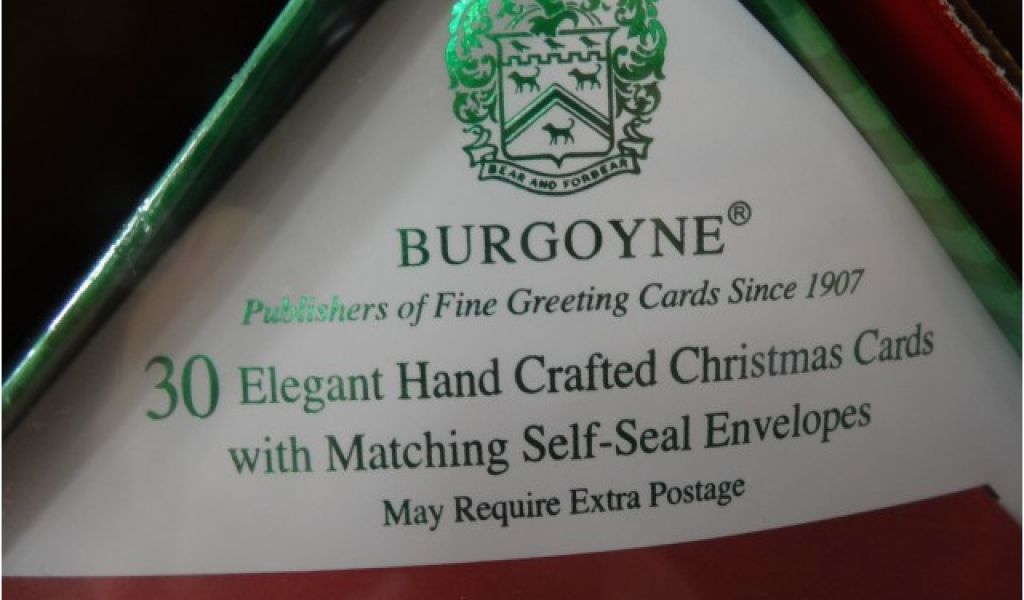 BEAR AND FORBEAR
BURGOYNE®
Publishers of Fine Greeting Cards Since 1907
30 Elegant Hand Crafted Christmas Cards
with Matching Self-Seal Envelopes
May Require Extra Postage